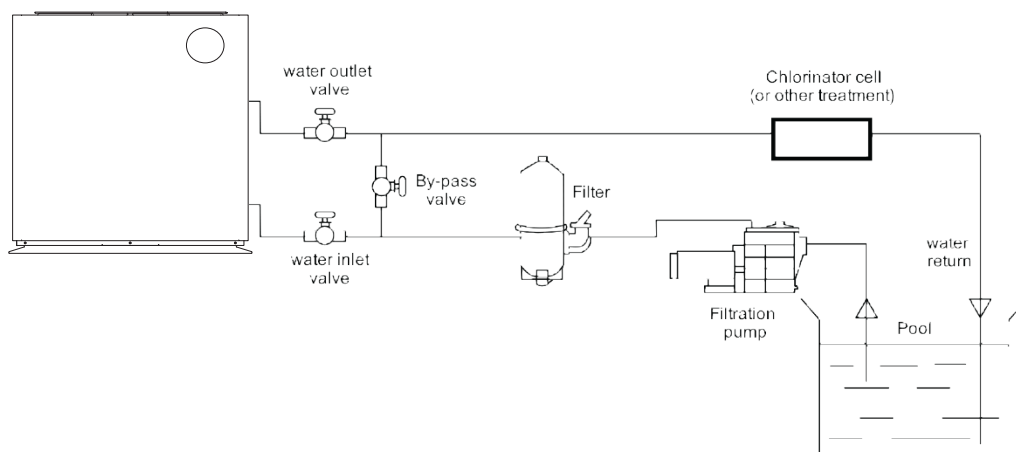 water outlet
valve
Chlorinator cell
(or other treatment)
By-pass
valve
Filter
water inlet
valve
water
return
Filtration
pump
Pool